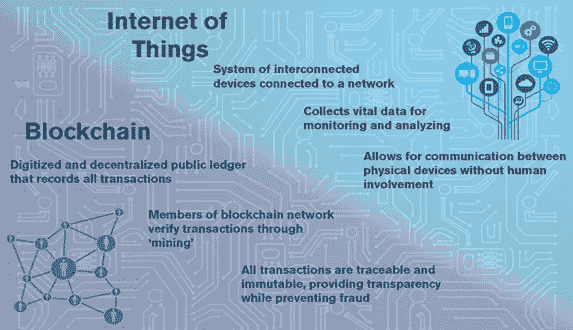 Internet of
Things
System of interconnected
devices connected to a network
Collects vital data for
monitoring and analyzing
Allows for communication between
physical devices without human
involvement
Blockchain
Digitized and decentralized public ledger
that records all transactions
Members of blockchain network
verify transactions through
'mining'
All transactions are traceable and
immutable, providing transparency
while preventing fraud